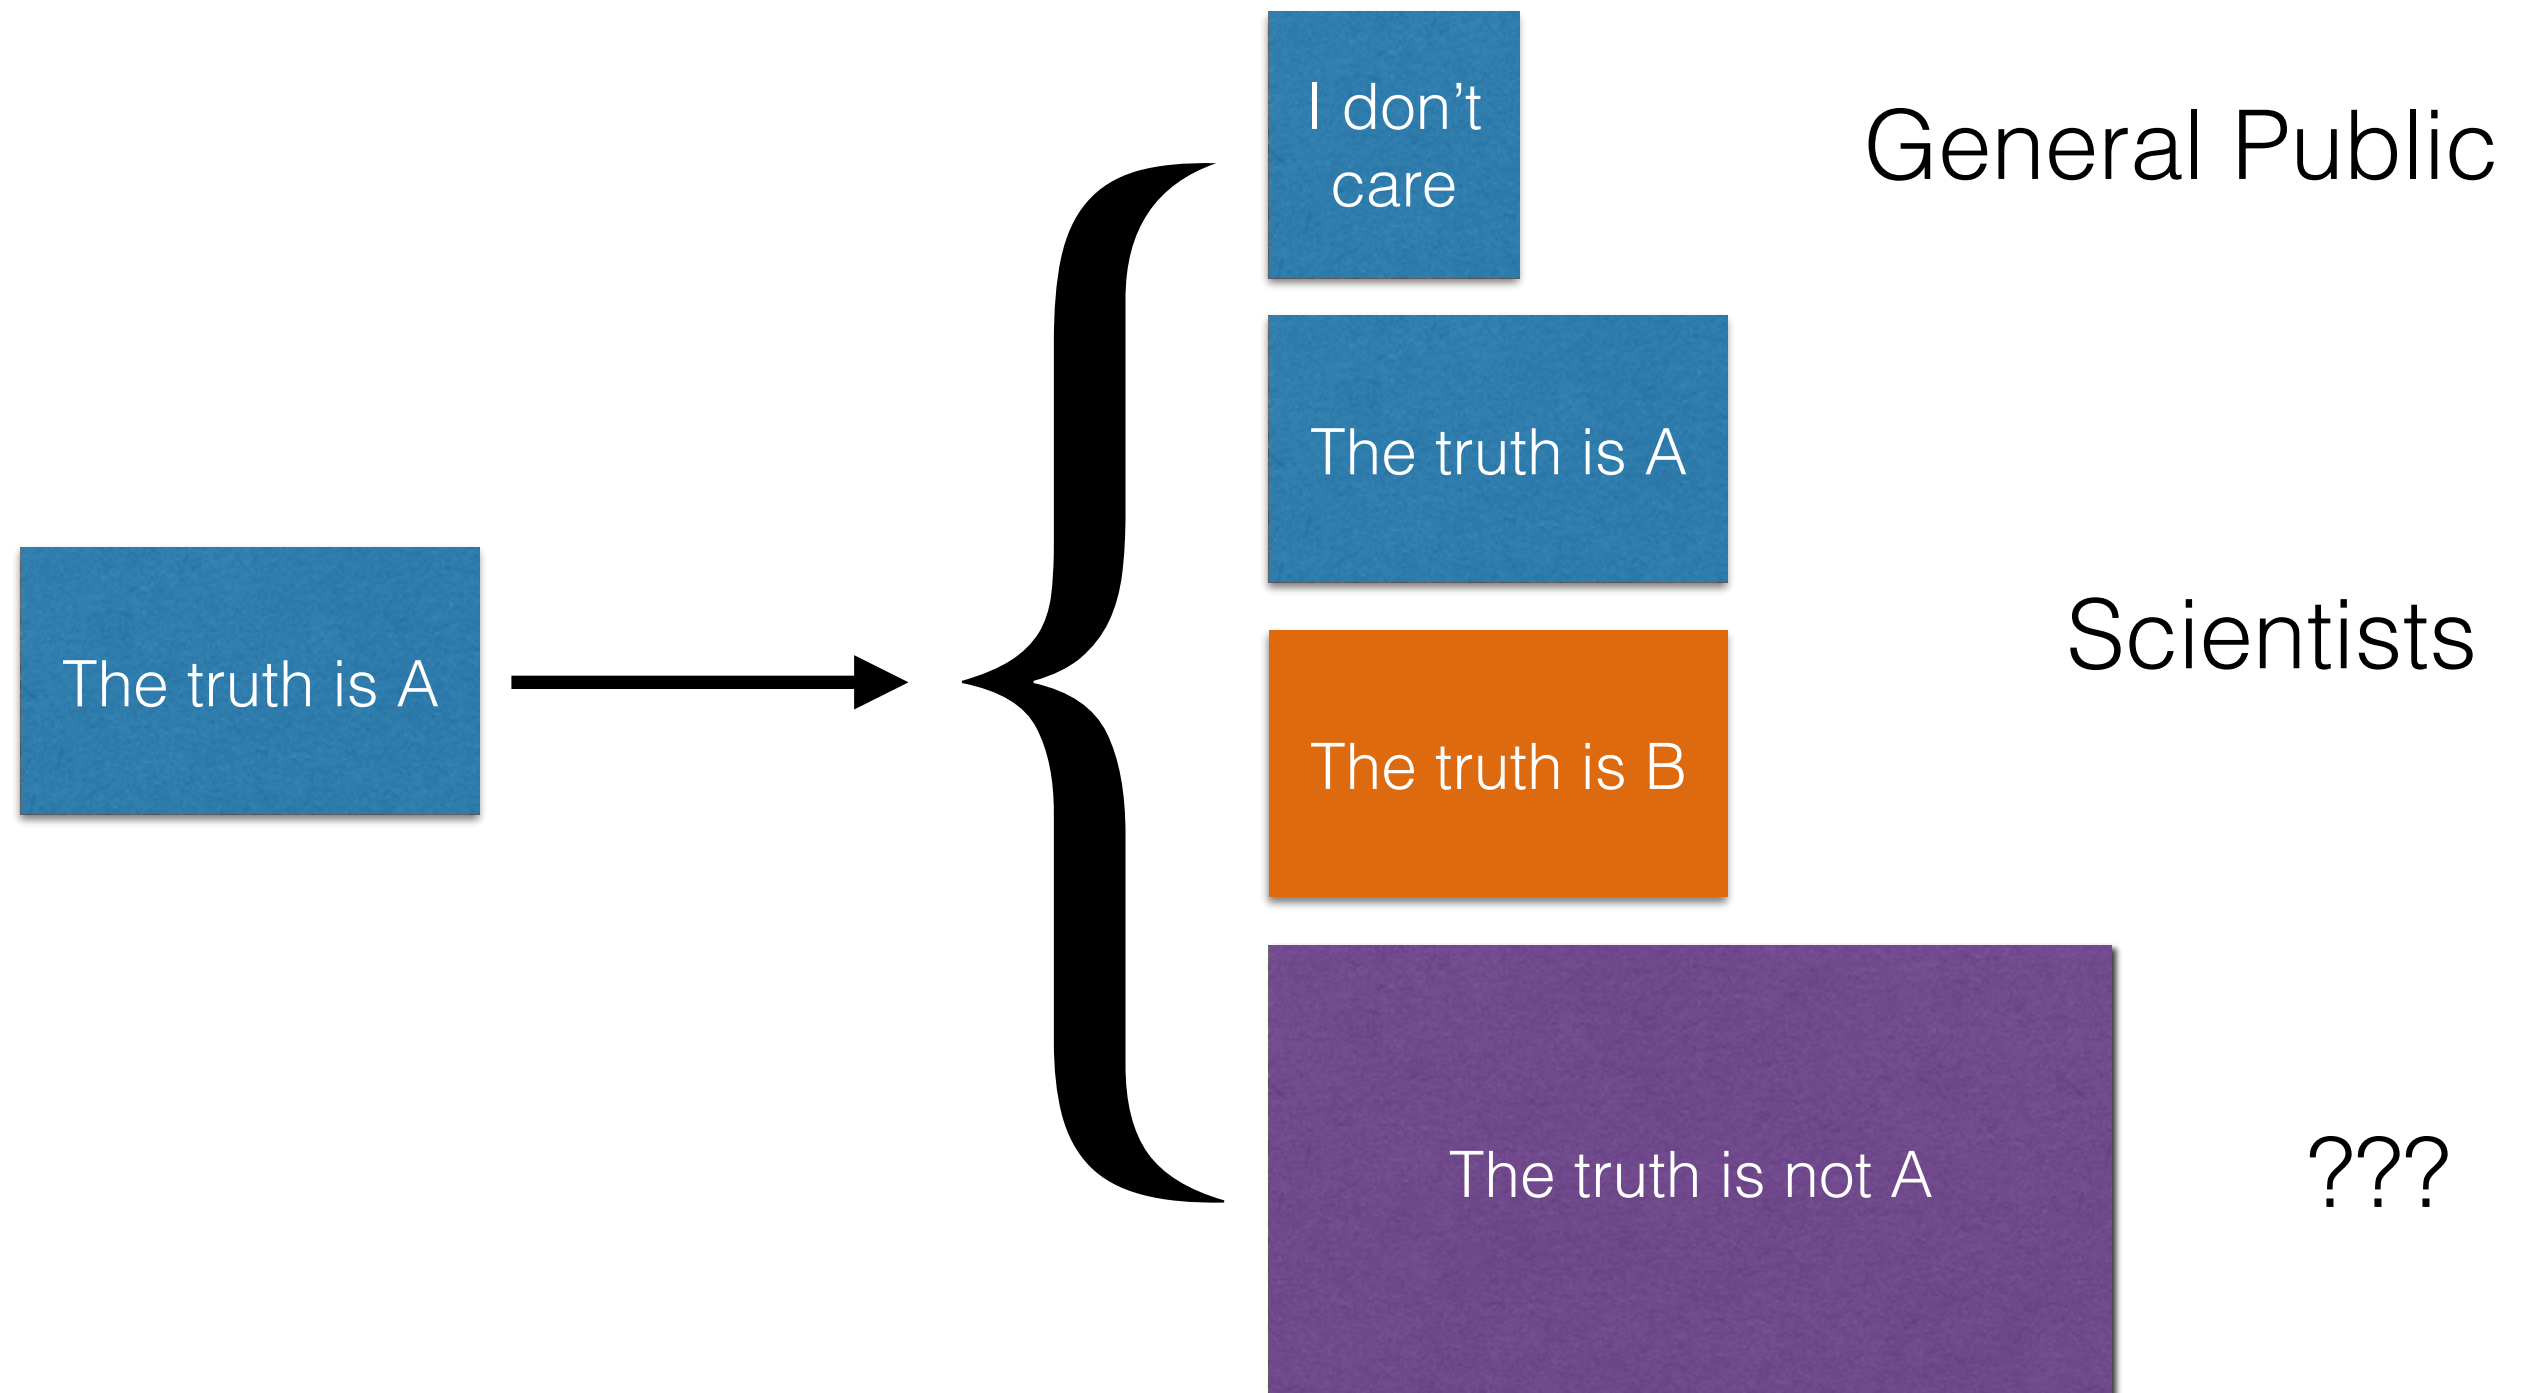 The truth is A
I don’t
care
General Public
The truth is A
The truth is B
Scientists
The truth is not A
???